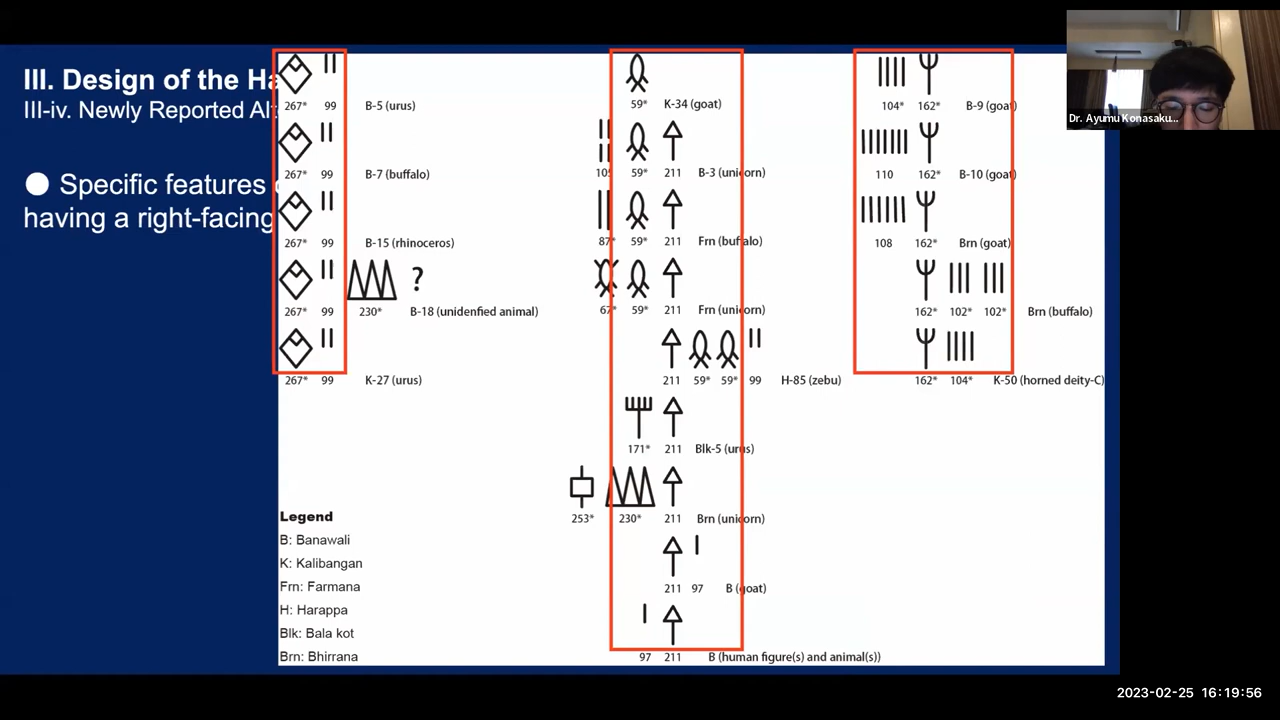 III. Design of the Ha
III-iv. Newly Reported Al
● Specific features
having a right-facing
267* 99 B-5 (urus)
267* 99 B-7 (buffalo)
267* 99 B-15 (rhinoceros)
?
267* 99 230* B-18 (unidenfied animal)
267* 99 K-27 (urus)
59* K-34 (goat)
59* 211 B-3 (unicorn)
87* 59* 211 Frn (buffalo)
67* 59* 211 Frn (unicorn)
211 59* 59* 99 H-85 (zebu)
171* 211 Blk-5 (urus)
253* 230* 211 Brn (unicorn)
211 97 B (goat)
97 211 B (human figure(s) and animal(s))
104* 162* B-9 (goat)
110 162* B-10 (goat)
108 162* Brn (goat)
162* 102* 102* Brn (buffalo)
162* 104* K-50 (horned deity-C)
Legend
B: Banawali
K: Kalibangan
Frn: Farmana
H: Harappa
Blk: Bala kot
Brn: Bhirrana
Dr. Ayumu Konasaku...
2023-02-25 16:19:56